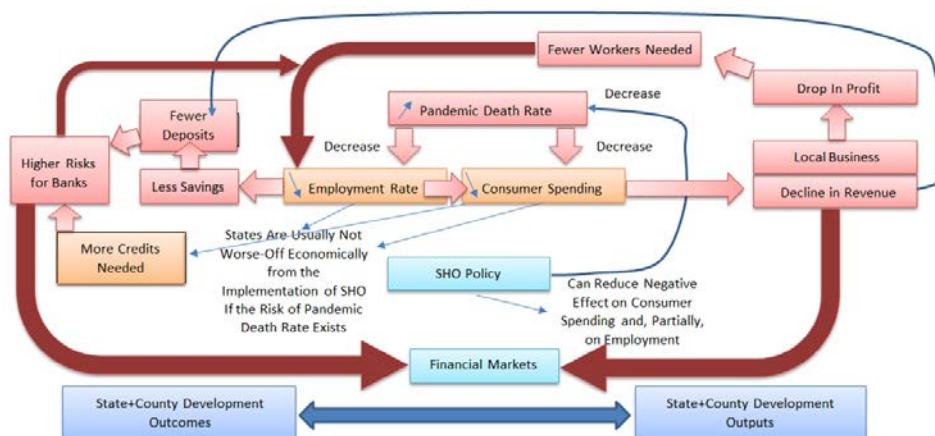 Fewer Workers Needed
Decrease
Drop In Profit
Pandemic Death Rate
Fewer
Deposits
Decrease
Decrease
Higher Risks
for Banks
Local Business
Less Savings
Employment Rate
Consumer Spending
Decline in Revenue
More Credits
Needed
States Are Usually Not
Worse-Off Economically
from the
Implementation of SHO
If the Risk of Pandemic
Death Rate Exists
SHO Policy
Can Reduce Negative
Effect on Consumer
Spending and, Partially,
on Employment
Financial Markets
State+County Development
Outcomes
State+County Development
Outputs